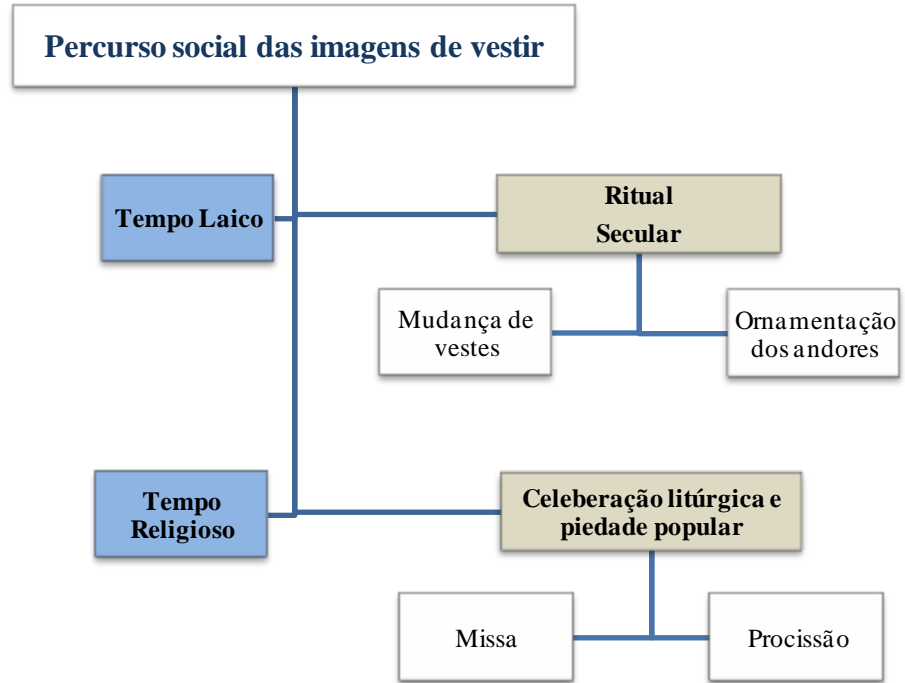 Percurso social das imagens de vestir
Tempo Laico
Ritual
Secular
Mudança de
vestes
Ornamentação
dos andores
Tempo
Religioso
Celeberação litúrgica e
piedade popular
Missa
Procissão